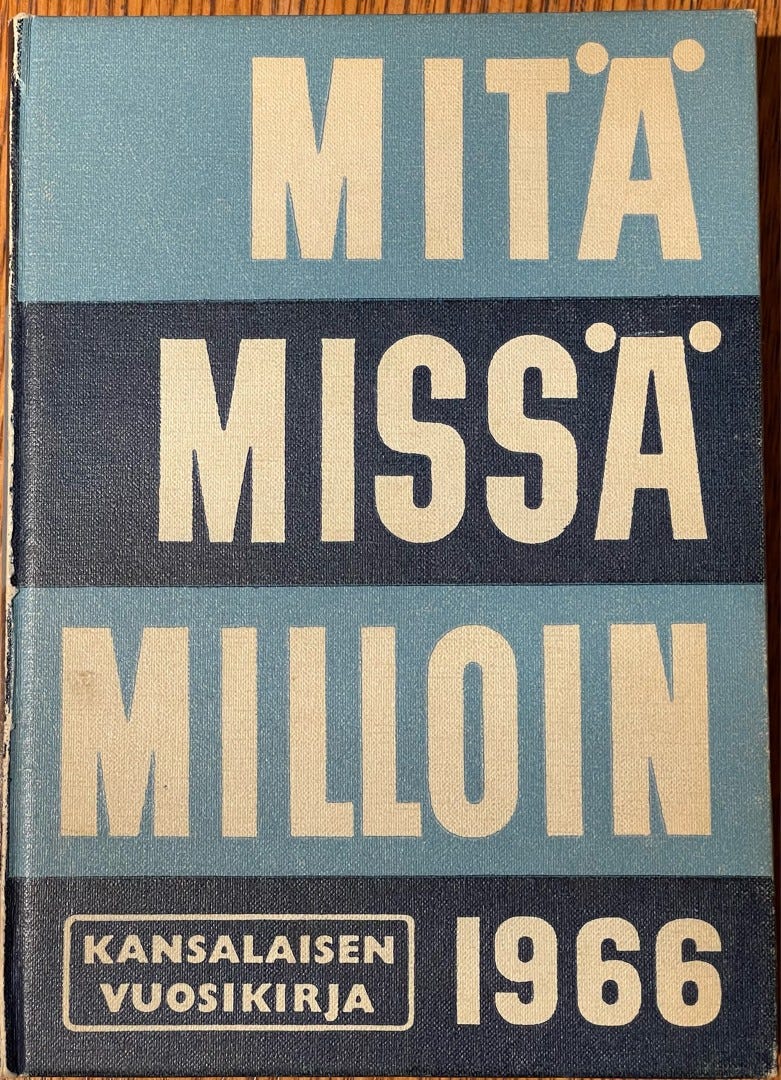 MITÄ
MISSÄ
MILLOIN
KANSALAISEN
VUOSIKIRJA
1966